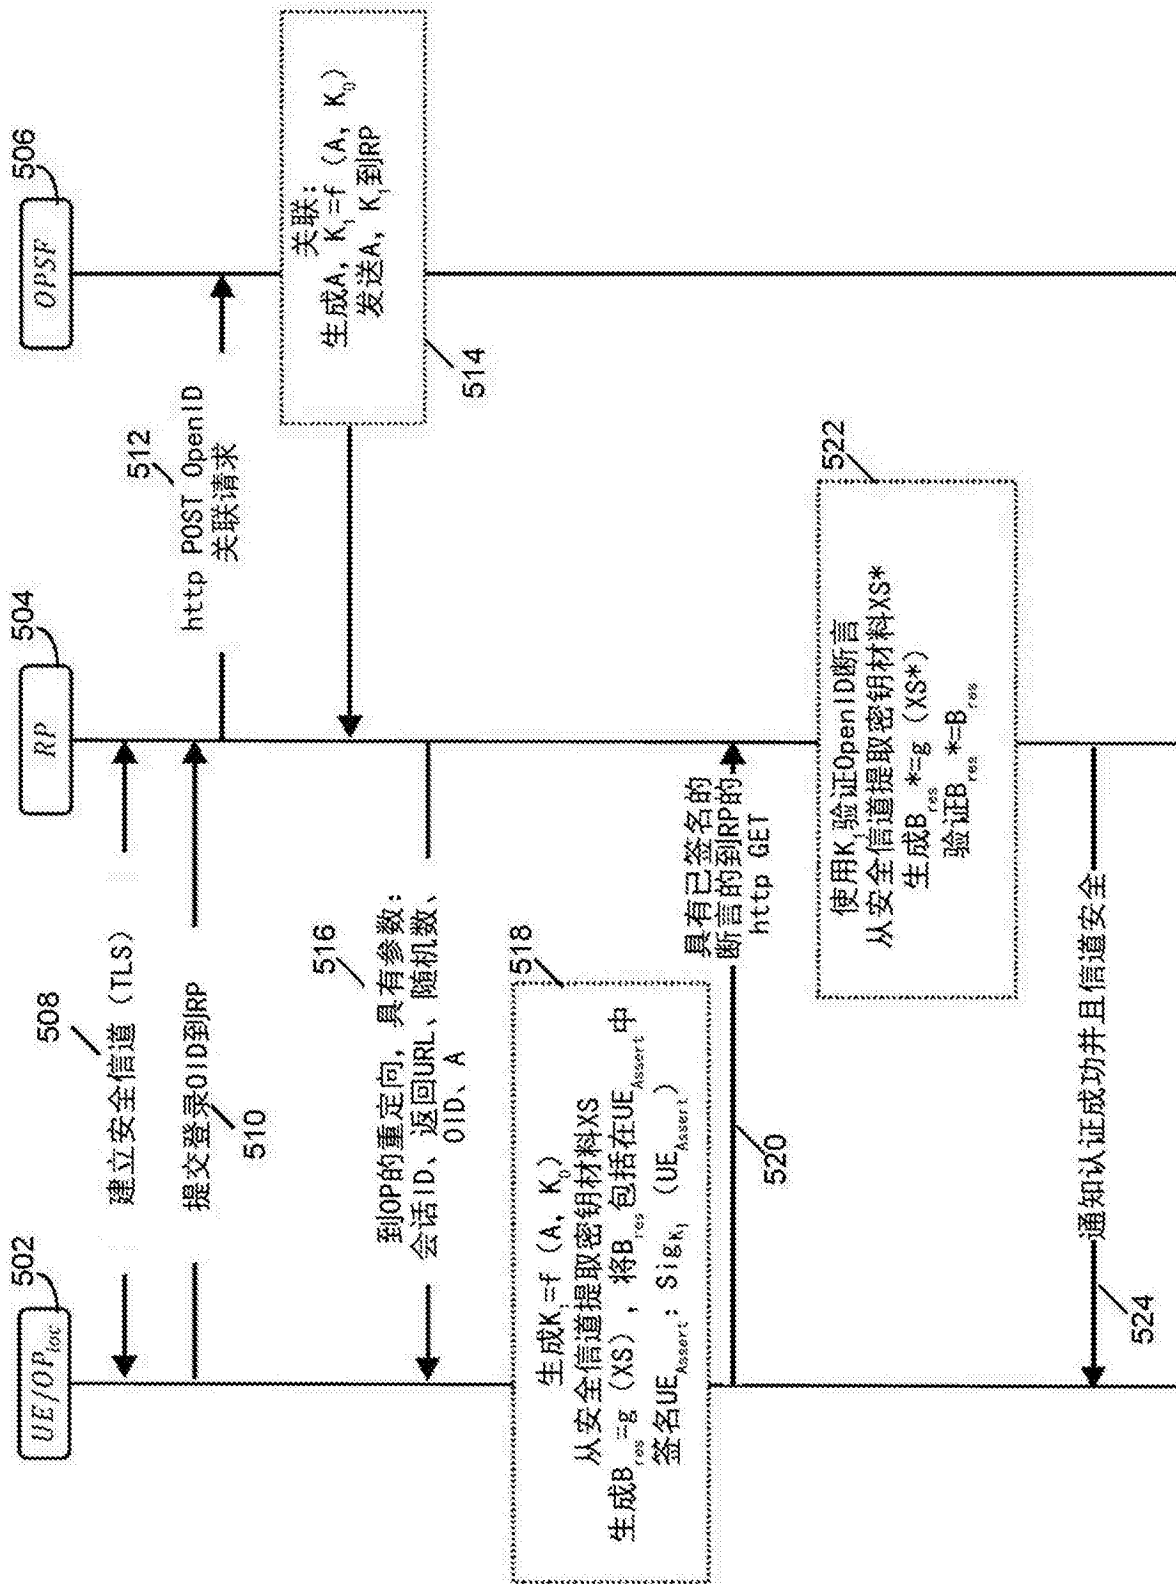 502
UE/OP_loc
504
RP
506
OPSF
508
建立安全信道（TLS）
提交登录OID到RP
510
512
http POST OpenID
关联请求
关联：
生成A，K₁=f（A，K₀）
发送A，K₁到RP
514
516
到OP的重定向，具有参数：
会话ID、返回URL、随机数、
OID、A
518
生成K₁=f（A，K₀）
从安全信道提取密钥材料XS
生成B_res=g（XS），将B_res包括在UE_Assert中
签名UE_Assert：Sig_K₁（UE_Assert）
具有已签名的
断言的到RP的
http GET
520
522
使用K₁验证OpenID断言
从安全信道提取密钥材料XS*
生成B_res*=g（XS*）
验证B_res*=B_res
通知认证成功并且信道安全
524